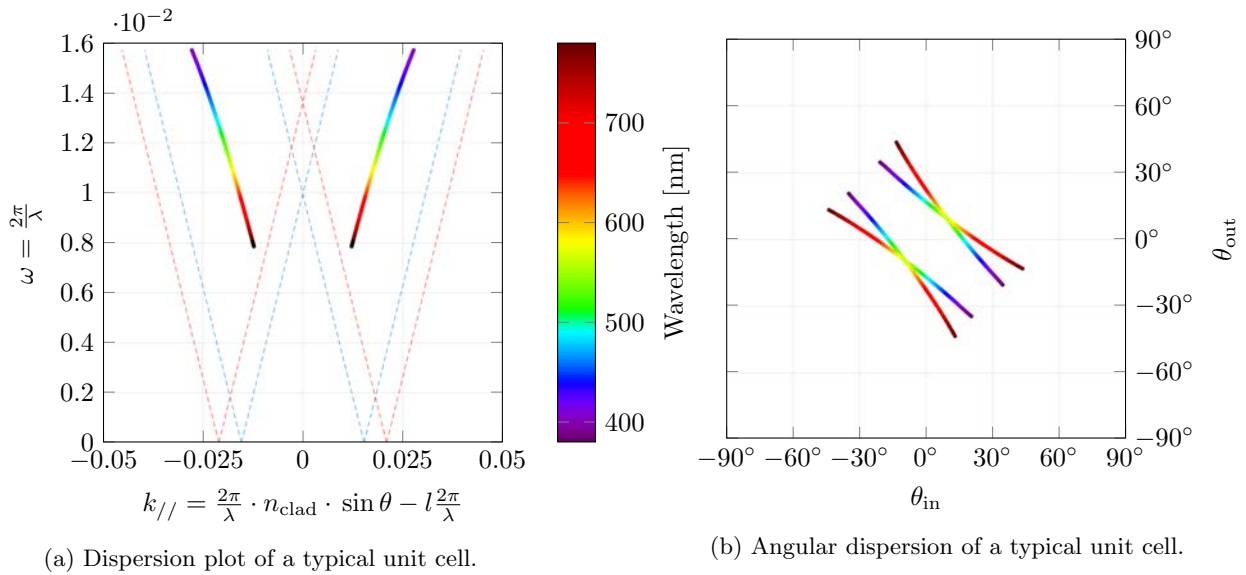 ·10⁻²
1.6
1.4
1.2
1
0.8
0.6
0.4
0.2
0
ω = 2π/λ
−0.05 −0.025 0 0.025 0.05
k// = 2π/λ · n_clad · sin θ − l 2π/λ
(a) Dispersion plot of a typical unit cell.
700
600
500
400
Wavelength [nm]
90°
60°
30°
0°
−30°
−60°
−90°
θ_out
−90° −60° −30° 0° 30° 60° 90°
θ_in
(b) Angular dispersion of a typical unit cell.